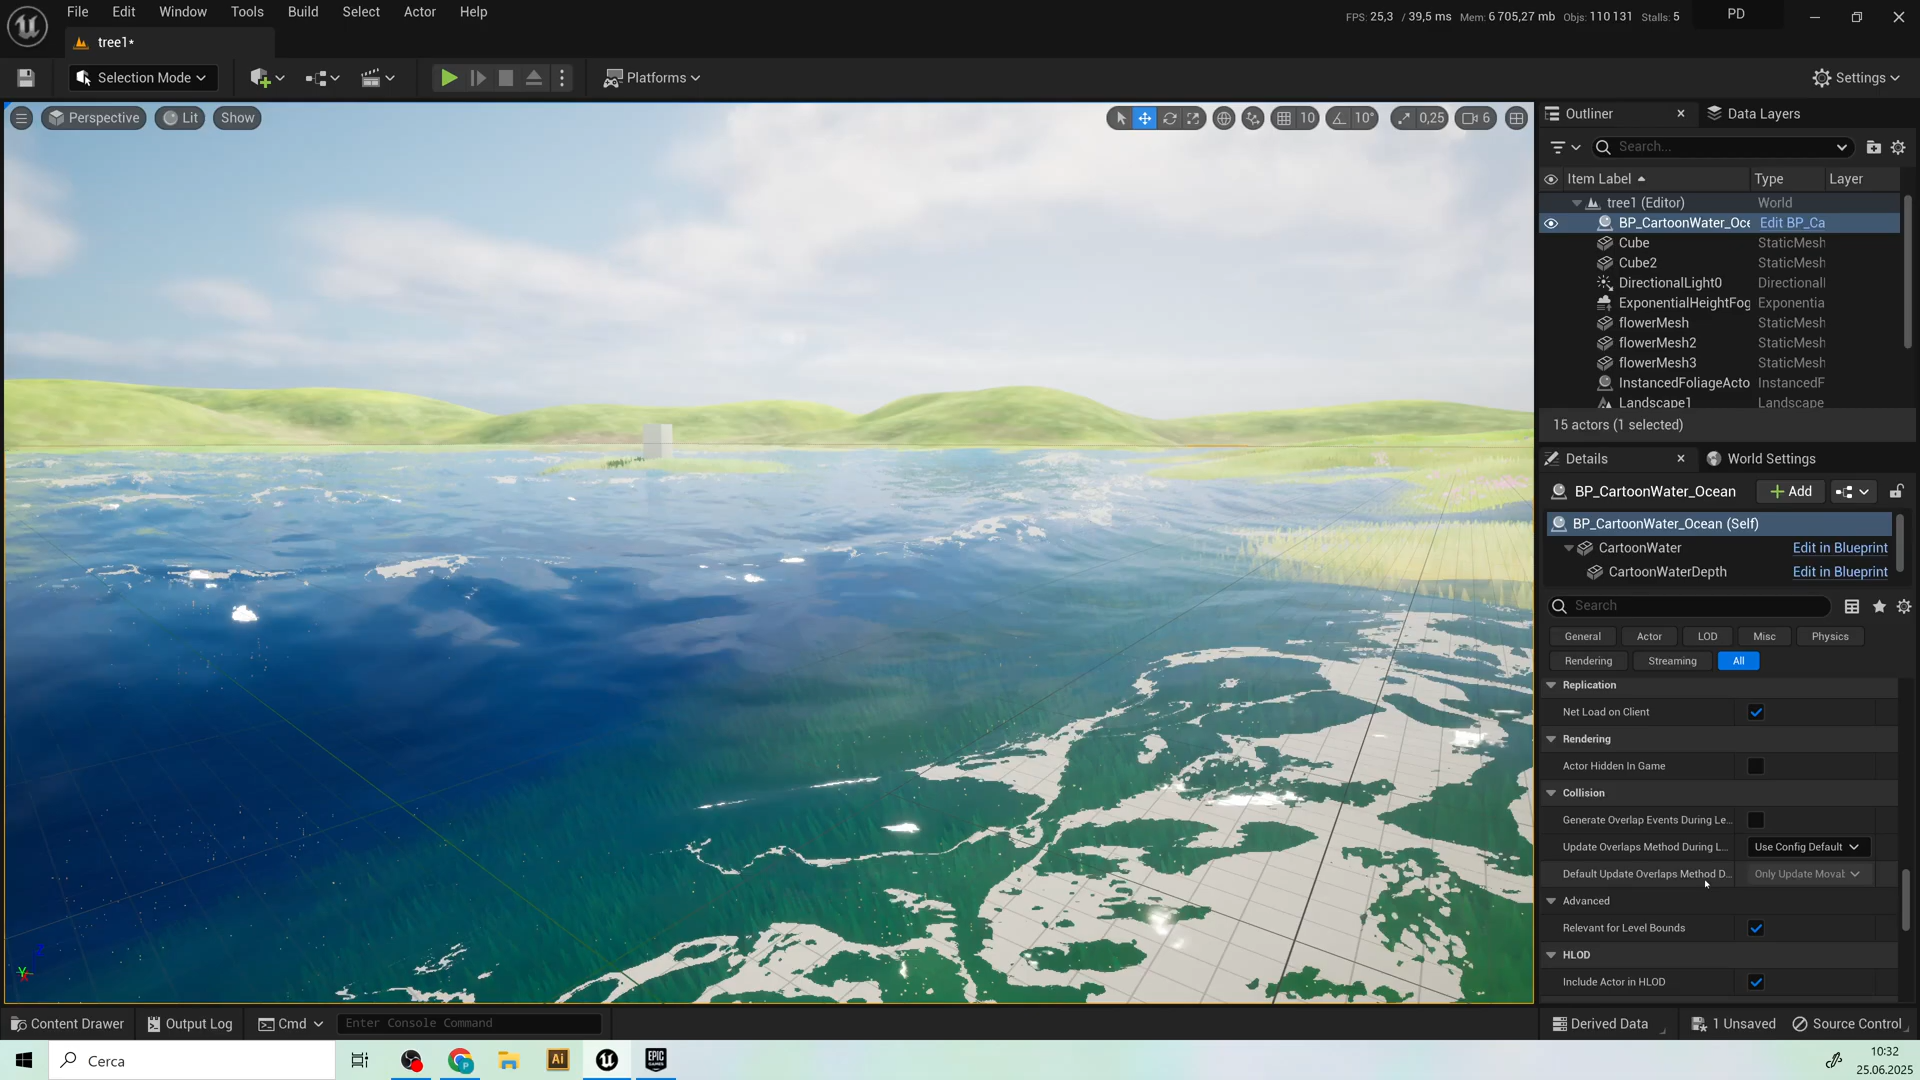 File Edit Window Tools Build Select Actor Help
FPS: 25,3 / 39,5 ms Mem: 6 705,27 mb Objs: 110 131 Stalls: 5
PD
tree1*
Selection Mode
Platforms
Settings
Perspective Lit Show
10 10° 0,25 6
Outliner
Data Layers
Search...
Item Label Type Layer
tree1 (Editor) World
BP_CartoonWater_Oce Edit BP_Ca
Cube StaticMesh
Cube2 StaticMesh
DirectionalLight0 Directionall
ExponentialHeightFog Exponentia
flowerMesh StaticMesh
flowerMesh2 StaticMesh
flowerMesh3 StaticMesh
InstancedFoliageActo InstancedF
Landscape1 Landscape
15 actors (1 selected)
Details
World Settings
BP_CartoonWater_Ocean
Add
BP_CartoonWater_Ocean (Self)
CartoonWater Edit in Blueprint
CartoonWaterDepth Edit in Blueprint
Search
General Actor LOD Misc Physics
Rendering Streaming All
Replication
Net Load on Client
Rendering
Actor Hidden In Game
Collision
Generate Overlap Events During Le...
Update Overlaps Method During L... Use Config Default
Default Update Overlaps Method D... Only Update Movat
Advanced
Relevant for Level Bounds
HLOD
Include Actor in HLOD
Y
Content Drawer Output Log Cmd Enter Console Command
Derived Data 1 Unsaved Source Control
Cerca
Ai
EPIC GAMES
10:32
25.06.2025